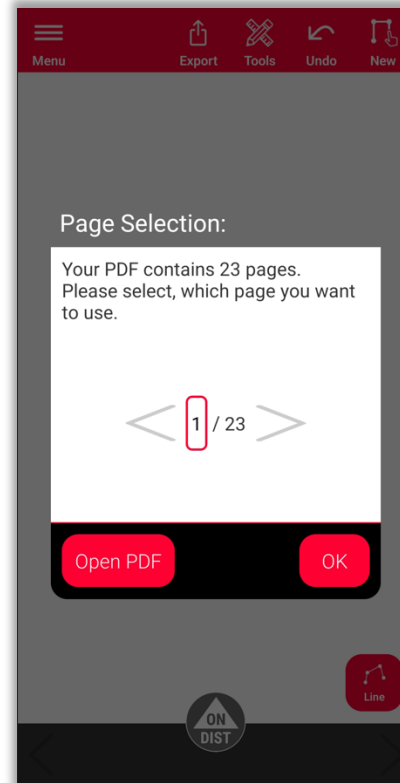 Menu
Export
Tools
Undo
New
Page Selection:
Your PDF contains 23 pages.
Please select, which page you want
to use.
1 / 23
Open PDF
OK
Line
ON
DIST